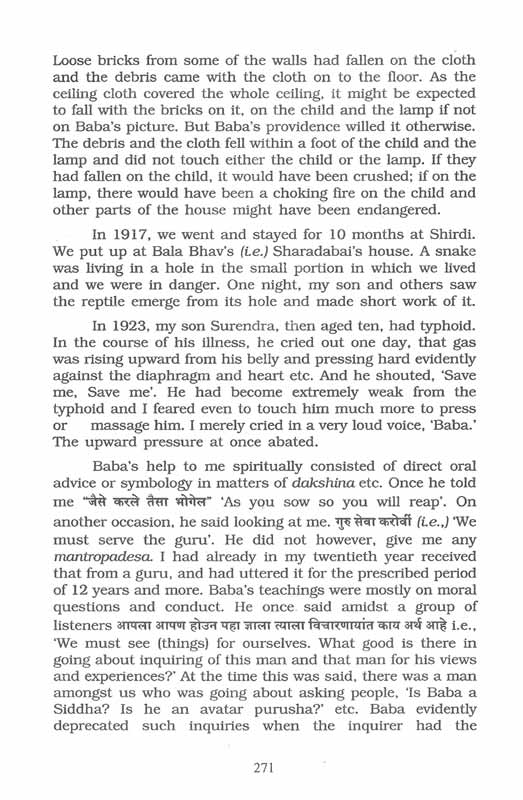 Loose bricks from some of the walls had fallen on the cloth
and the debris came with the cloth on to the floor. As the
ceiling cloth covered the whole ceiling, it might be expected
to fall with the bricks on it, on the child and the lamp if not
on Baba's picture. But Baba's providence willed it otherwise.
The debris and the cloth fell within a foot of the child and the
lamp and did not touch either the child or the lamp. If they
had fallen on the child, it would have been crushed; if on the
lamp, there would have been a choking fire on the child and
other parts of the house might have been endangered.
In 1917, we went and stayed for 10 months at Shirdi.
We put up at Bala Bhav's (i.e.) Sharadabai's house. A snake
was living in a hole in the small portion in which we lived
and we were in danger. One night, my son and others saw
the reptile emerge from its hole and made short work of it.
In 1923, my son Surendra, then aged ten, had typhoid.
In the course of his illness, he cried out one day, that gas
was rising upward from his belly and pressing hard evidently
against the diaphragm and heart etc. And he shouted, 'Save
me, Save me'. He had become extremely weak from the
typhoid and I feared even to touch him much more to press
or massage him. I merely cried in a very loud voice, 'Baba.'
The upward pressure at once abated.
Baba's help to me spiritually consisted of direct oral
advice or symbology in matters of dakshina etc. Once he told
me "जैसे करले तैसा भोगेल" 'As you sow so you will reap'. On
another occasion, he said looking at me. गुरु सेवा करोवीं (i.e.,) 'We
must serve the guru'. He did not however, give me any
mantropadesa. I had already in my twentieth year received
that from a guru, and had uttered it for the prescribed period
of 12 years and more. Baba's teachings were mostly on moral
questions and conduct. He once said amidst a group of
listeners आपला आपण होउन पहा ज्ञाला त्याला विचारणायांत काय अर्थ आहे i.e.,
'We must see (things) for ourselves. What good is there in
going about inquiring of this man and that man for his views
and experiences?' At the time this was said, there was a man
amongst us who was going about asking people, 'Is Baba a
Siddha? Is he an avatar purusha?' etc. Baba evidently
deprecated such inquiries when the inquirer had the
271